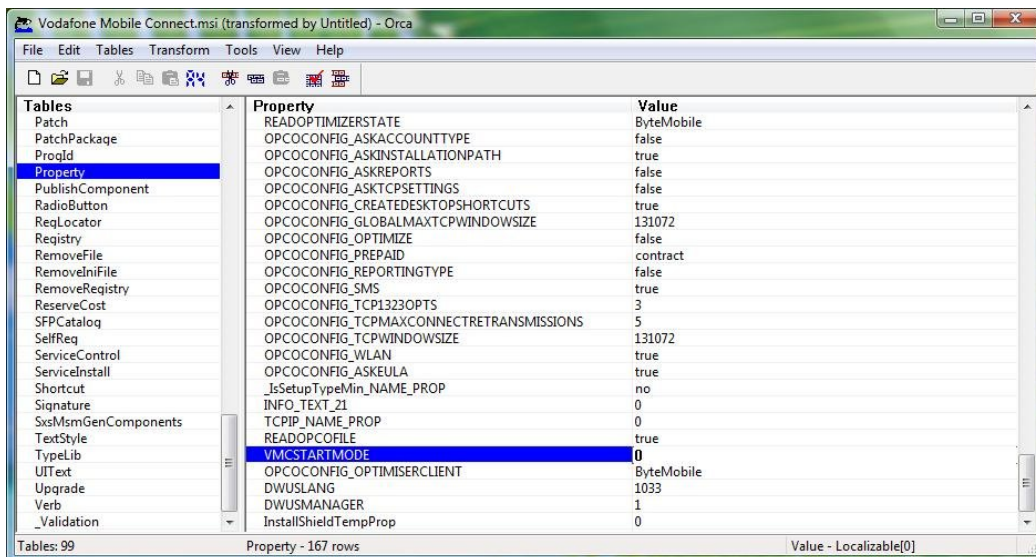 Vodafone Mobile Connect.msi (transformed by Untitled) - Orca
File Edit Tables Transform Tools View Help
Tables
Patch
PatchPackage
ProgId
Property
PublishComponent
RadioButton
RegLocator
Registry
RemoveFile
RemoveIniFile
RemoveRegistry
ReserveCost
SFPCatalog
SelfReg
ServiceControl
ServiceInstall
Shortcut
Signature
SxsMsmGenComponents
TextStyle
TypeLib
UIText
Upgrade
Verb
_Validation
Property Value
READOPTIMIZERSTATE ByteMobile
OPCOCONFIG_ASKACCOUNTTYPE false
OPCOCONFIG_ASKINSTALLATIONPATH true
OPCOCONFIG_ASKREPORTS false
OPCOCONFIG_ASKTCPSETTINGS false
OPCOCONFIG_CREATEDESKTOPSHORTCUTS true
OPCOCONFIG_GLOBALMAXTCPWINDOWSIZE 131072
OPCOCONFIG_OPTIMIZE false
OPCOCONFIG_PREPAID contract
OPCOCONFIG_REPORTINGTYPE false
OPCOCONFIG_SMS true
OPCOCONFIG_TCP1323OPTS 3
OPCOCONFIG_TCPMAXCONNECTRETRANSMISSIONS 5
OPCOCONFIG_TCPWINDOWSIZE 131072
OPCOCONFIG_WLAN true
OPCOCONFIG_ASKEULA true
_IsSetupTypeMin_NAME_PROP no
INFO_TEXT_21 0
TCPIP_NAME_PROP 0
READOPCOFILE true
VMCSTARTMODE 0
OPCOCONFIG_OPTIMISERCLIENT ByteMobile
DWUSLANG 1033
DWUSMANAGER 1
InstallShieldTempProp 0
Tables: 99 Property - 167 rows Value - Localizable[0]